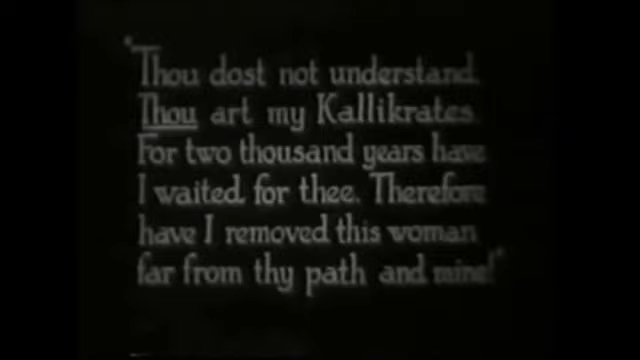 "Thou dost not understand.
Thou art my Kallikrates.
For two thousand years have
I waited for thee. Therefore
have I removed this woman
far from thy path and mine!"